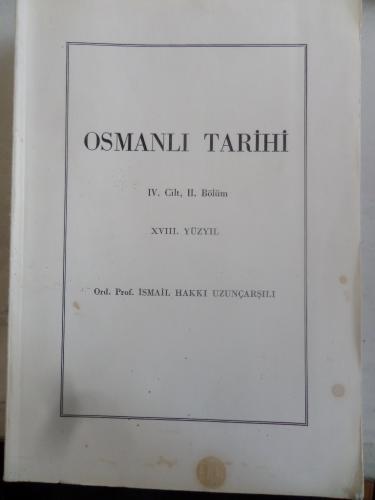 OSMANLI TARİHİ
IV. Cilt, II. Bölüm
XVIII. YÜZYIL
Ord. Prof. İSMAİL HAKKI UZUNÇARŞILI